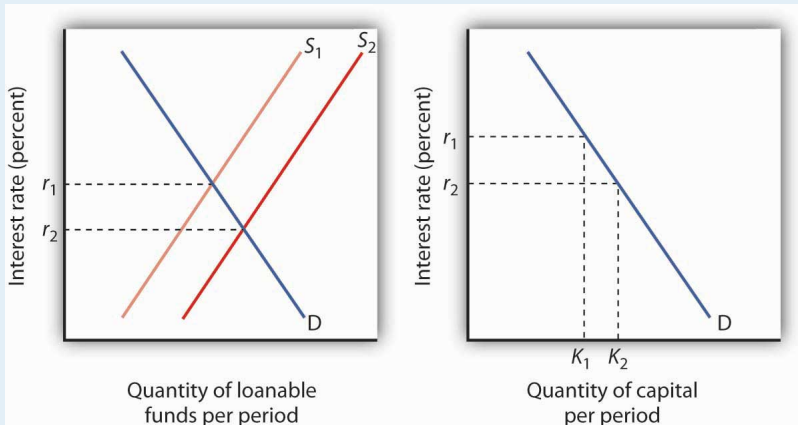 Interest rate (percent)
S1
S2
r1
r2
D
Quantity of loanable
funds per period
Interest rate (percent)
r1
r2
D
K1 K2
Quantity of capital
per period